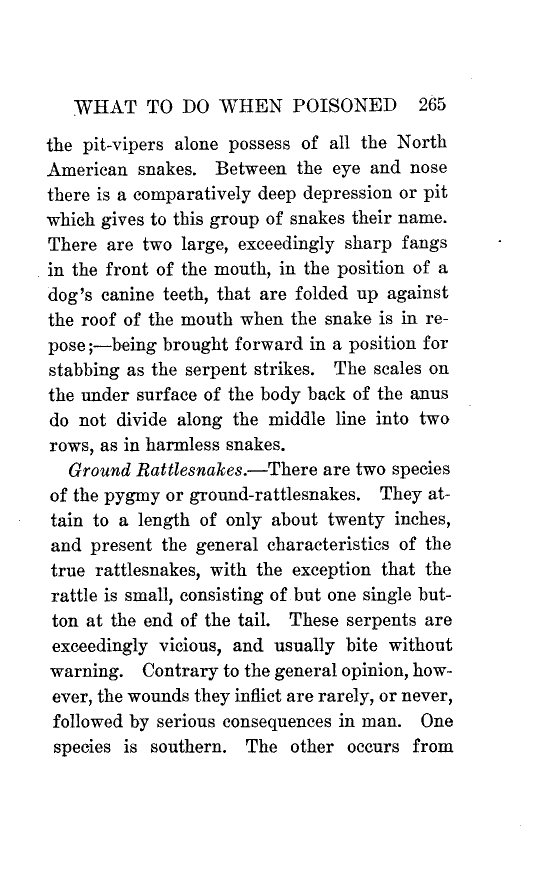 WHAT TO DO WHEN POISONED 265
the pit-vipers alone possess of all the North
American snakes. Between the eye and nose
there is a comparatively deep depression or pit
which gives to this group of snakes their name.
There are two large, exceedingly sharp fangs
in the front of the mouth, in the position of a
dog's canine teeth, that are folded up against
the roof of the mouth when the snake is in re-
pose;—being brought forward in a position for
stabbing as the serpent strikes. The scales on
the under surface of the body back of the anus
do not divide along the middle line into two
rows, as in harmless snakes.
Ground Rattlesnakes.—There are two species
of the pygmy or ground-rattlesnakes. They at-
tain to a length of only about twenty inches,
and present the general characteristics of the
true rattlesnakes, with the exception that the
rattle is small, consisting of but one single but-
ton at the end of the tail. These serpents are
exceedingly vicious, and usually bite without
warning. Contrary to the general opinion, how-
ever, the wounds they inflict are rarely, or never,
followed by serious consequences in man. One
species is southern. The other occurs from